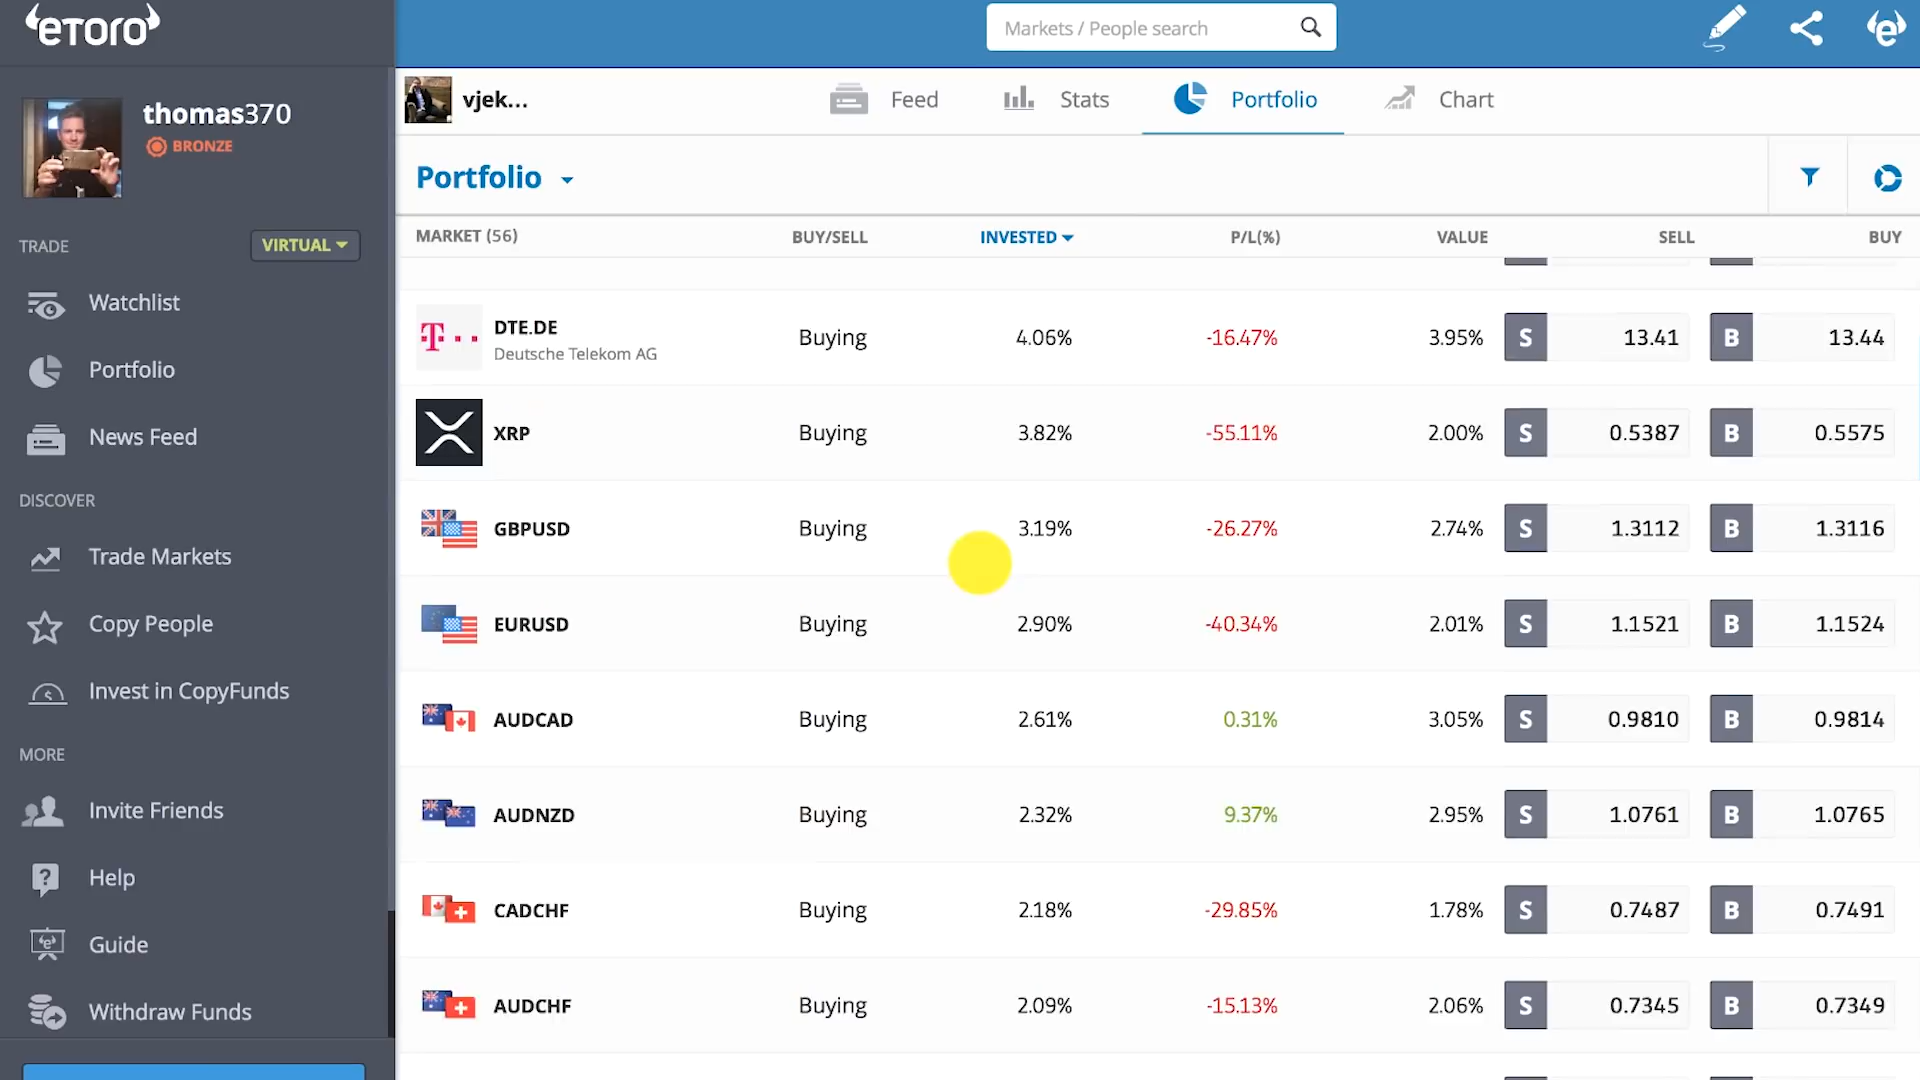 eTORO
Markets / People search
thomas370
BRONZE
TRADE
VIRTUAL
Watchlist
Portfolio
News Feed
DISCOVER
Trade Markets
Copy People
Invest in CopyFunds
MORE
Invite Friends
Help
Guide
Withdraw Funds
vjek...
Feed
Stats
Portfolio
Chart
Portfolio
MARKET (56) BUY/SELL INVESTED P/L(%) VALUE SELL BUY
DTE.DE Buying 4.06% -16.47% 3.95% S 13.41 B 13.44
Deutsche Telekom AG
XRP Buying 3.82% -55.11% 2.00% S 0.5387 B 0.5575
GBPUSD Buying 3.19% -26.27% 2.74% S 1.3112 B 1.3116
EURUSD Buying 2.90% -40.34% 2.01% S 1.1521 B 1.1524
AUDCAD Buying 2.61% 0.31% 3.05% S 0.9810 B 0.9814
AUDNZD Buying 2.32% 9.37% 2.95% S 1.0761 B 1.0765
CADCHF Buying 2.18% -29.85% 1.78% S 0.7487 B 0.7491
AUDCHF Buying 2.09% -15.13% 2.06% S 0.7345 B 0.7349